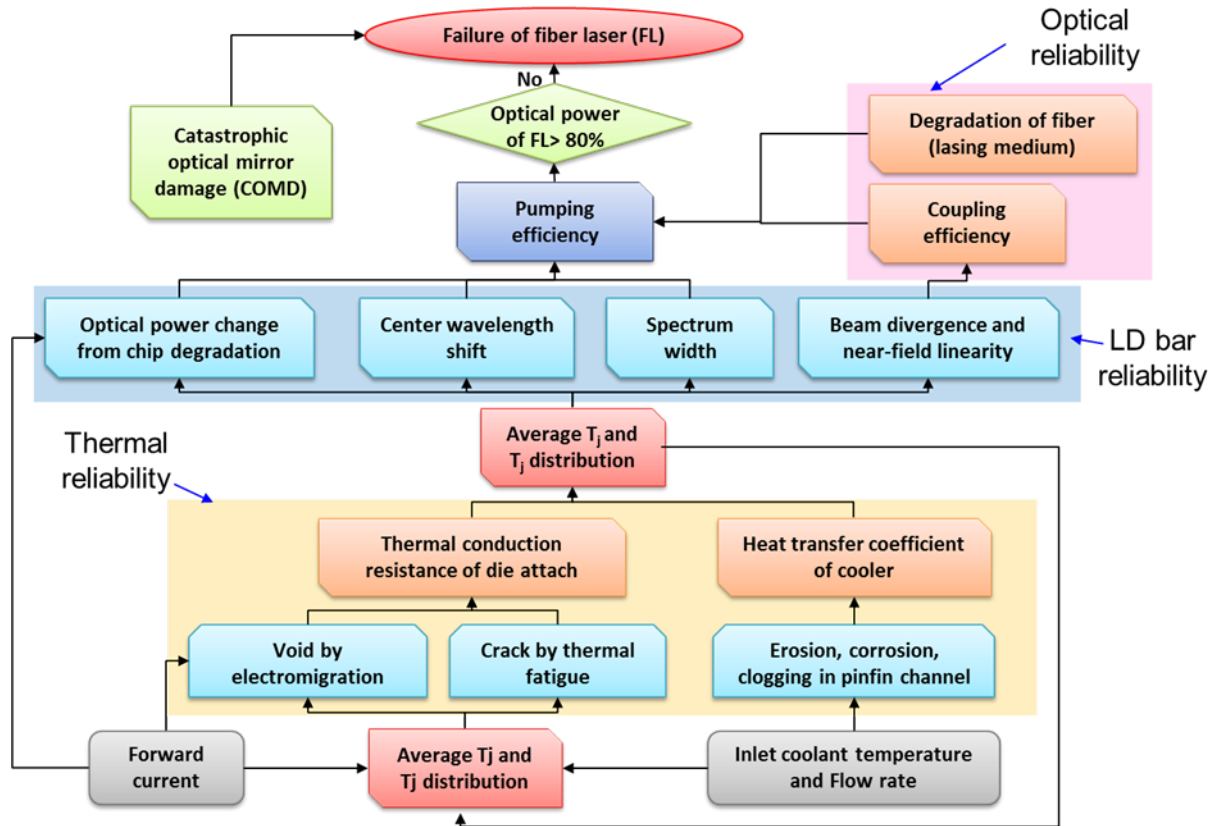 Failure of fiber laser (FL)
Optical
reliability
No
Optical power
of FL> 80%
Catastrophic
optical mirror
damage (COMD)
Degradation of fiber
(lasing medium)
Pumping
efficiency
Coupling
efficiency
Optical power change
from chip degradation
Center wavelength
shift
Spectrum
width
Beam divergence and
near-field linearity
LD bar
reliability
Average Tj and
Tj distribution
Thermal
reliability
Thermal conduction
resistance of die attach
Heat transfer coefficient
of cooler
Void by
electromigration
Crack by thermal
fatigue
Erosion, corrosion,
clogging in pinfin channel
Forward
current
Average Tj and
Tj distribution
Inlet coolant temperature
and Flow rate